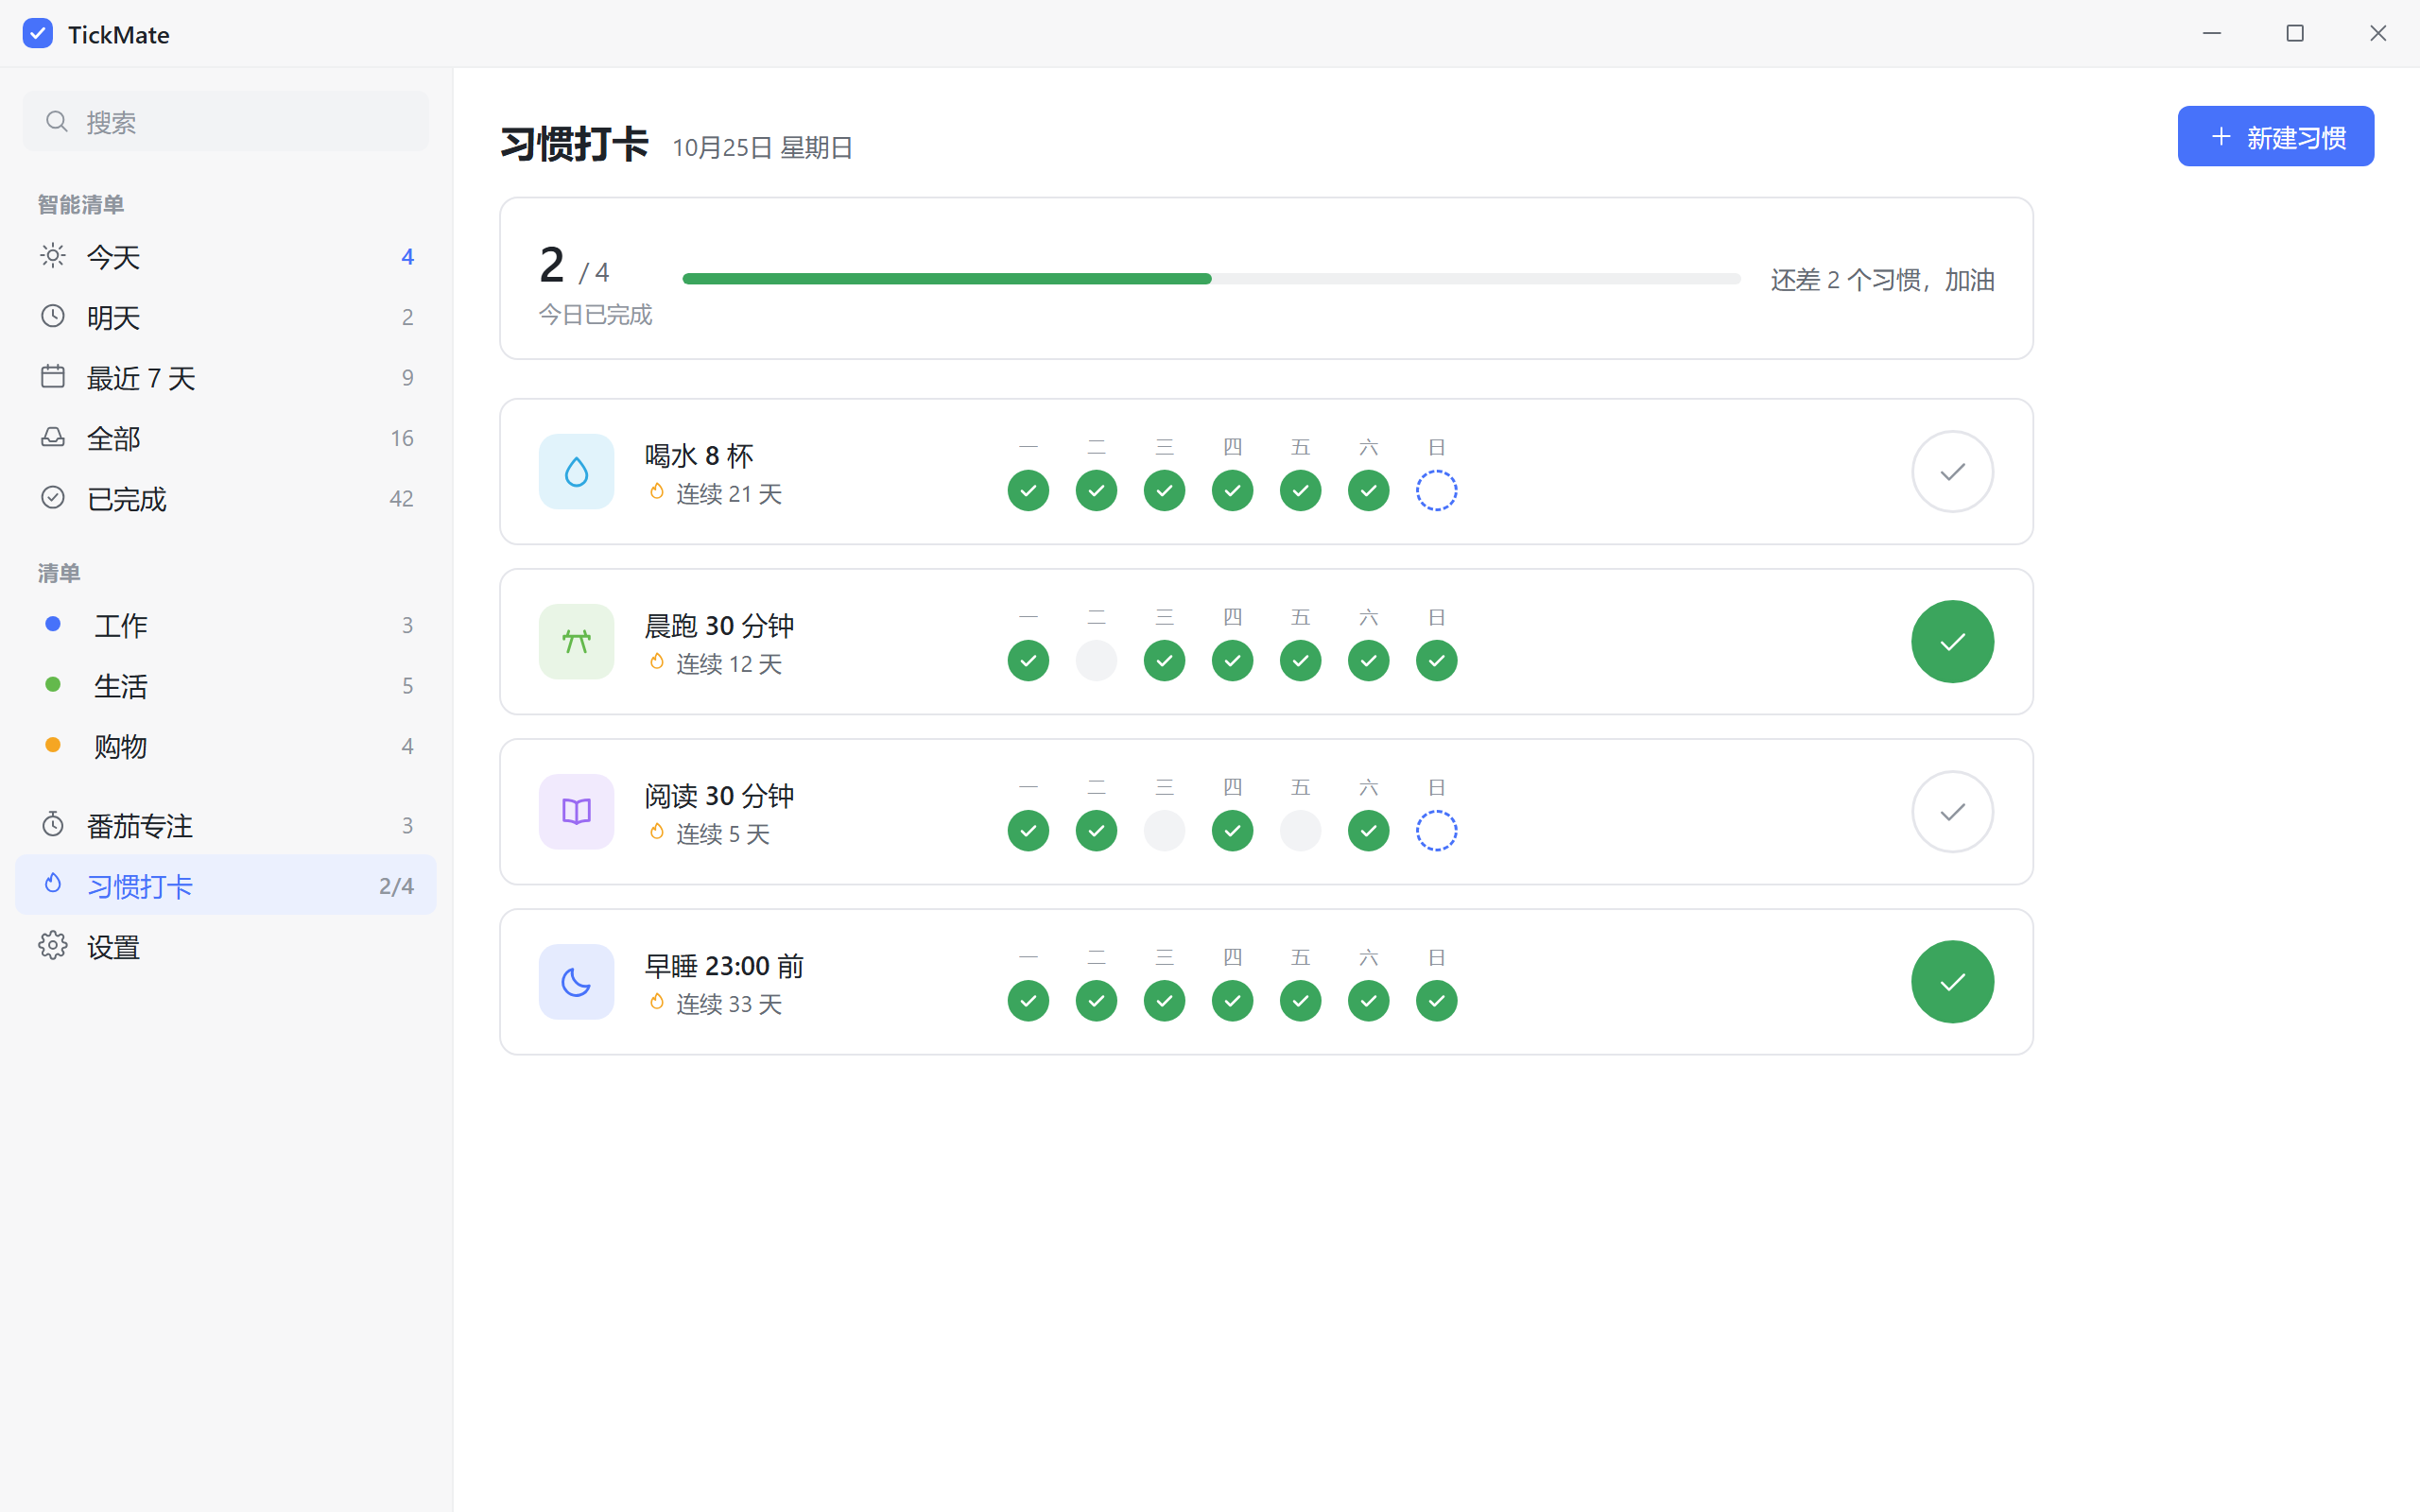 TickMate
搜索
智能清单
今天 4
明天 2
最近 7 天 9
全部 16
已完成 42
清单
工作 3
生活 5
购物 4
番茄专注 3
习惯打卡 2/4
设置
习惯打卡 10月25日 星期日
新建习惯
2 / 4
今日已完成
还差 2 个习惯，加油
喝水 8 杯
连续 21 天
一 二 三 四 五 六 日
晨跑 30 分钟
连续 12 天
一 二 三 四 五 六 日
阅读 30 分钟
连续 5 天
一 二 三 四 五 六 日
早睡 23:00 前
连续 33 天
一 二 三 四 五 六 日